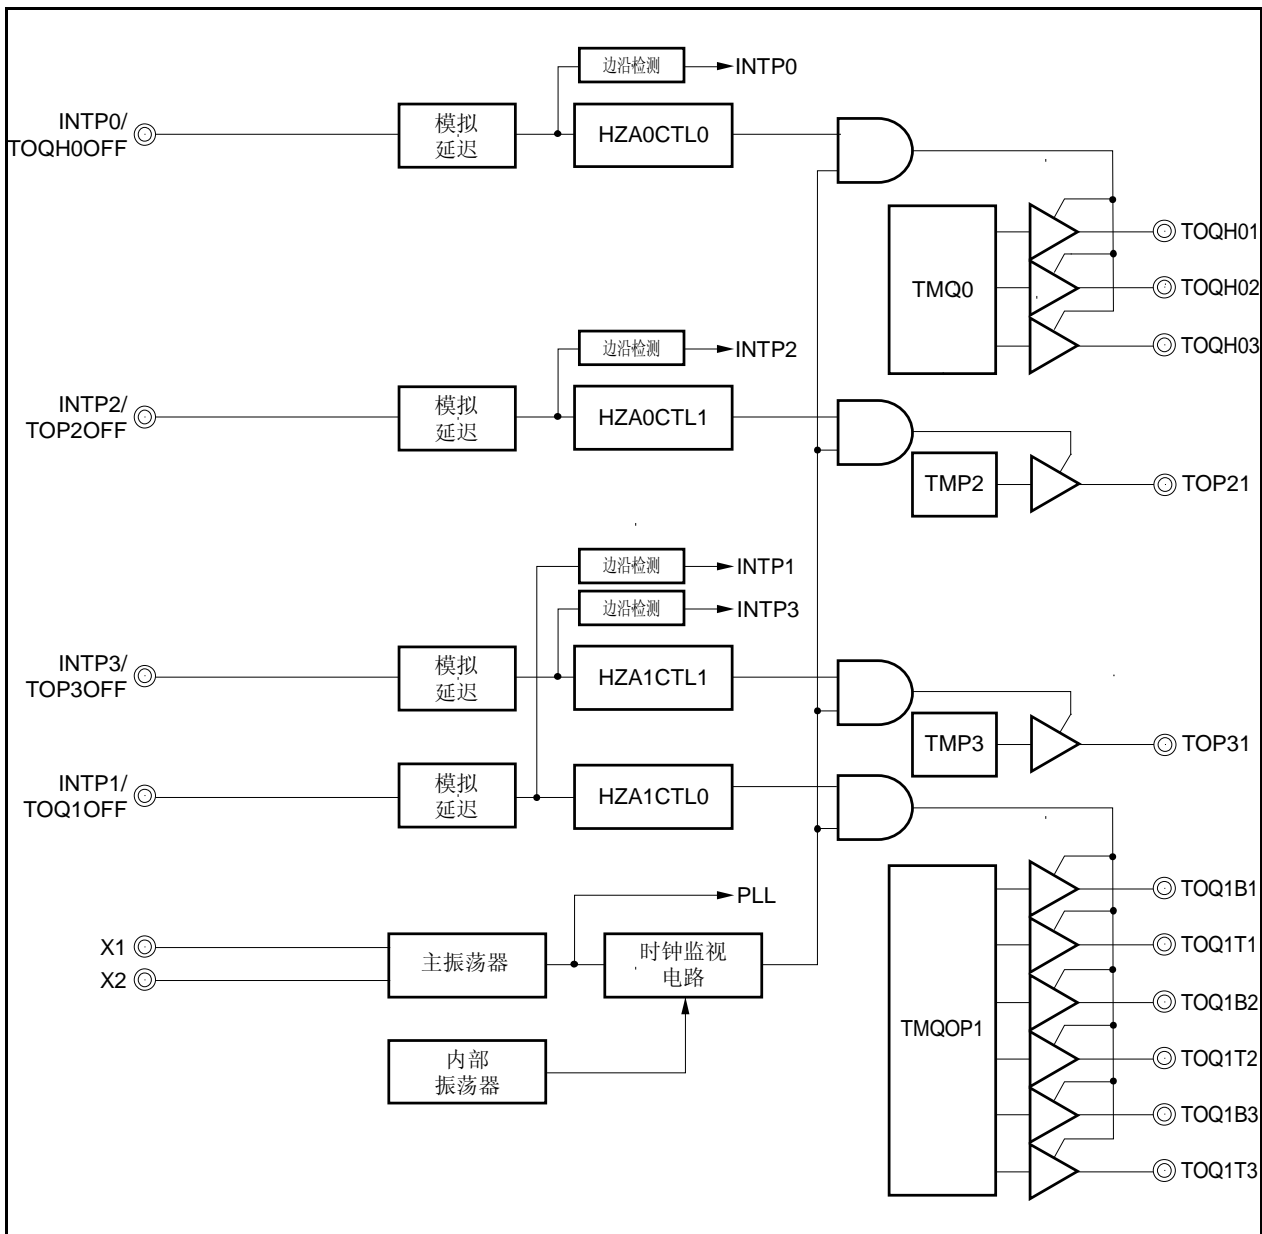 边沿检测
INTP0
INTP0/
TOQH0OFF
模拟
延迟
HZA0CTL0
TMQ0
TOQH01
TOQH02
TOQH03
边沿检测
INTP2
INTP2/
TOP2OFF
模拟
延迟
HZA0CTL1
TMP2
TOP21
边沿检测
INTP1
边沿检测
INTP3
INTP3/
TOP3OFF
模拟
延迟
HZA1CTL1
TMP3
TOP31
INTP1/
TOQ1OFF
模拟
延迟
HZA1CTL0
PLL
X1
X2
主振荡器
时钟监视
电路
内部
振荡器
TMQOP1
TOQ1B1
TOQ1T1
TOQ1B2
TOQ1T2
TOQ1B3
TOQ1T3